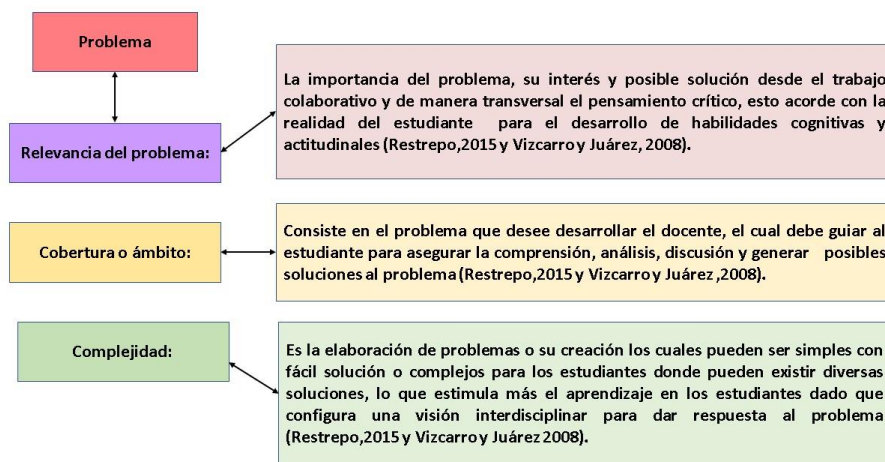 Problema
Relevancia del problema:
La importancia del problema, su interés y posible solución desde el trabajo
colaborativo y de manera transversal el pensamiento crítico, esto acorde con la
realidad del estudiante para el desarrollo de habilidades cognitivas y
actitudinales (Restrepo,2015 y Vizcarro y Juárez, 2008).
Cobertura o ámbito:
Consiste en el problema que desee desarrollar el docente, el cual debe guiar al
estudiante para asegurar la comprensión, análisis, discusión y generar posibles
soluciones al problema (Restrepo,2015 y Vizcarro y Juárez ,2008).
Complejidad:
Es la elaboración de problemas o su creación los cuales pueden ser simples con
fácil solución o complejos para los estudiantes donde pueden existir diversas
soluciones, lo que estimula más el aprendizaje en los estudiantes dado que
configura una visión interdisciplinar para dar respuesta al problema
(Restrepo,2015 y Vizcarro y Juárez 2008).